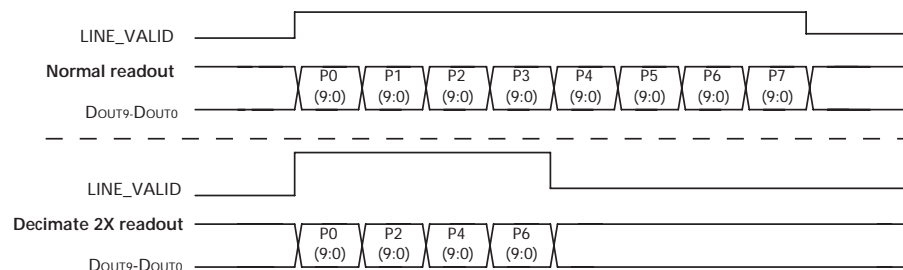 LINE_VALID
Normal readout
P0 P1 P2 P3 P4 P5 P6 P7
(9:0) (9:0) (9:0) (9:0) (9:0) (9:0) (9:0) (9:0)
DOUT9-DOUT0
LINE_VALID
Decimate 2X readout
P0 P2 P4 P6
(9:0) (9:0) (9:0) (9:0)
DOUT9-DOUT0